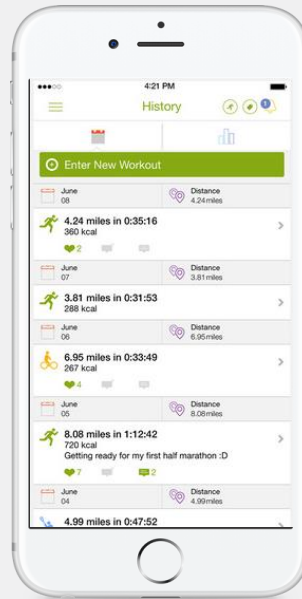 4:21 PM
History
1
Enter New Workout
June
08
Distance
4.24 miles
4.24 miles in 0:35:16
360 kcal
2
June
07
Distance
3.81 miles
3.81 miles in 0:31:53
288 kcal
June
06
Distance
6.95 miles
6.95 miles in 0:33:49
267 kcal
4
June
05
Distance
8.08 miles
8.08 miles in 1:12:42
720 kcal
Getting ready for my first half marathon :D
7
2
June
04
Distance
4.99 miles
4.99 miles in 0:47:52